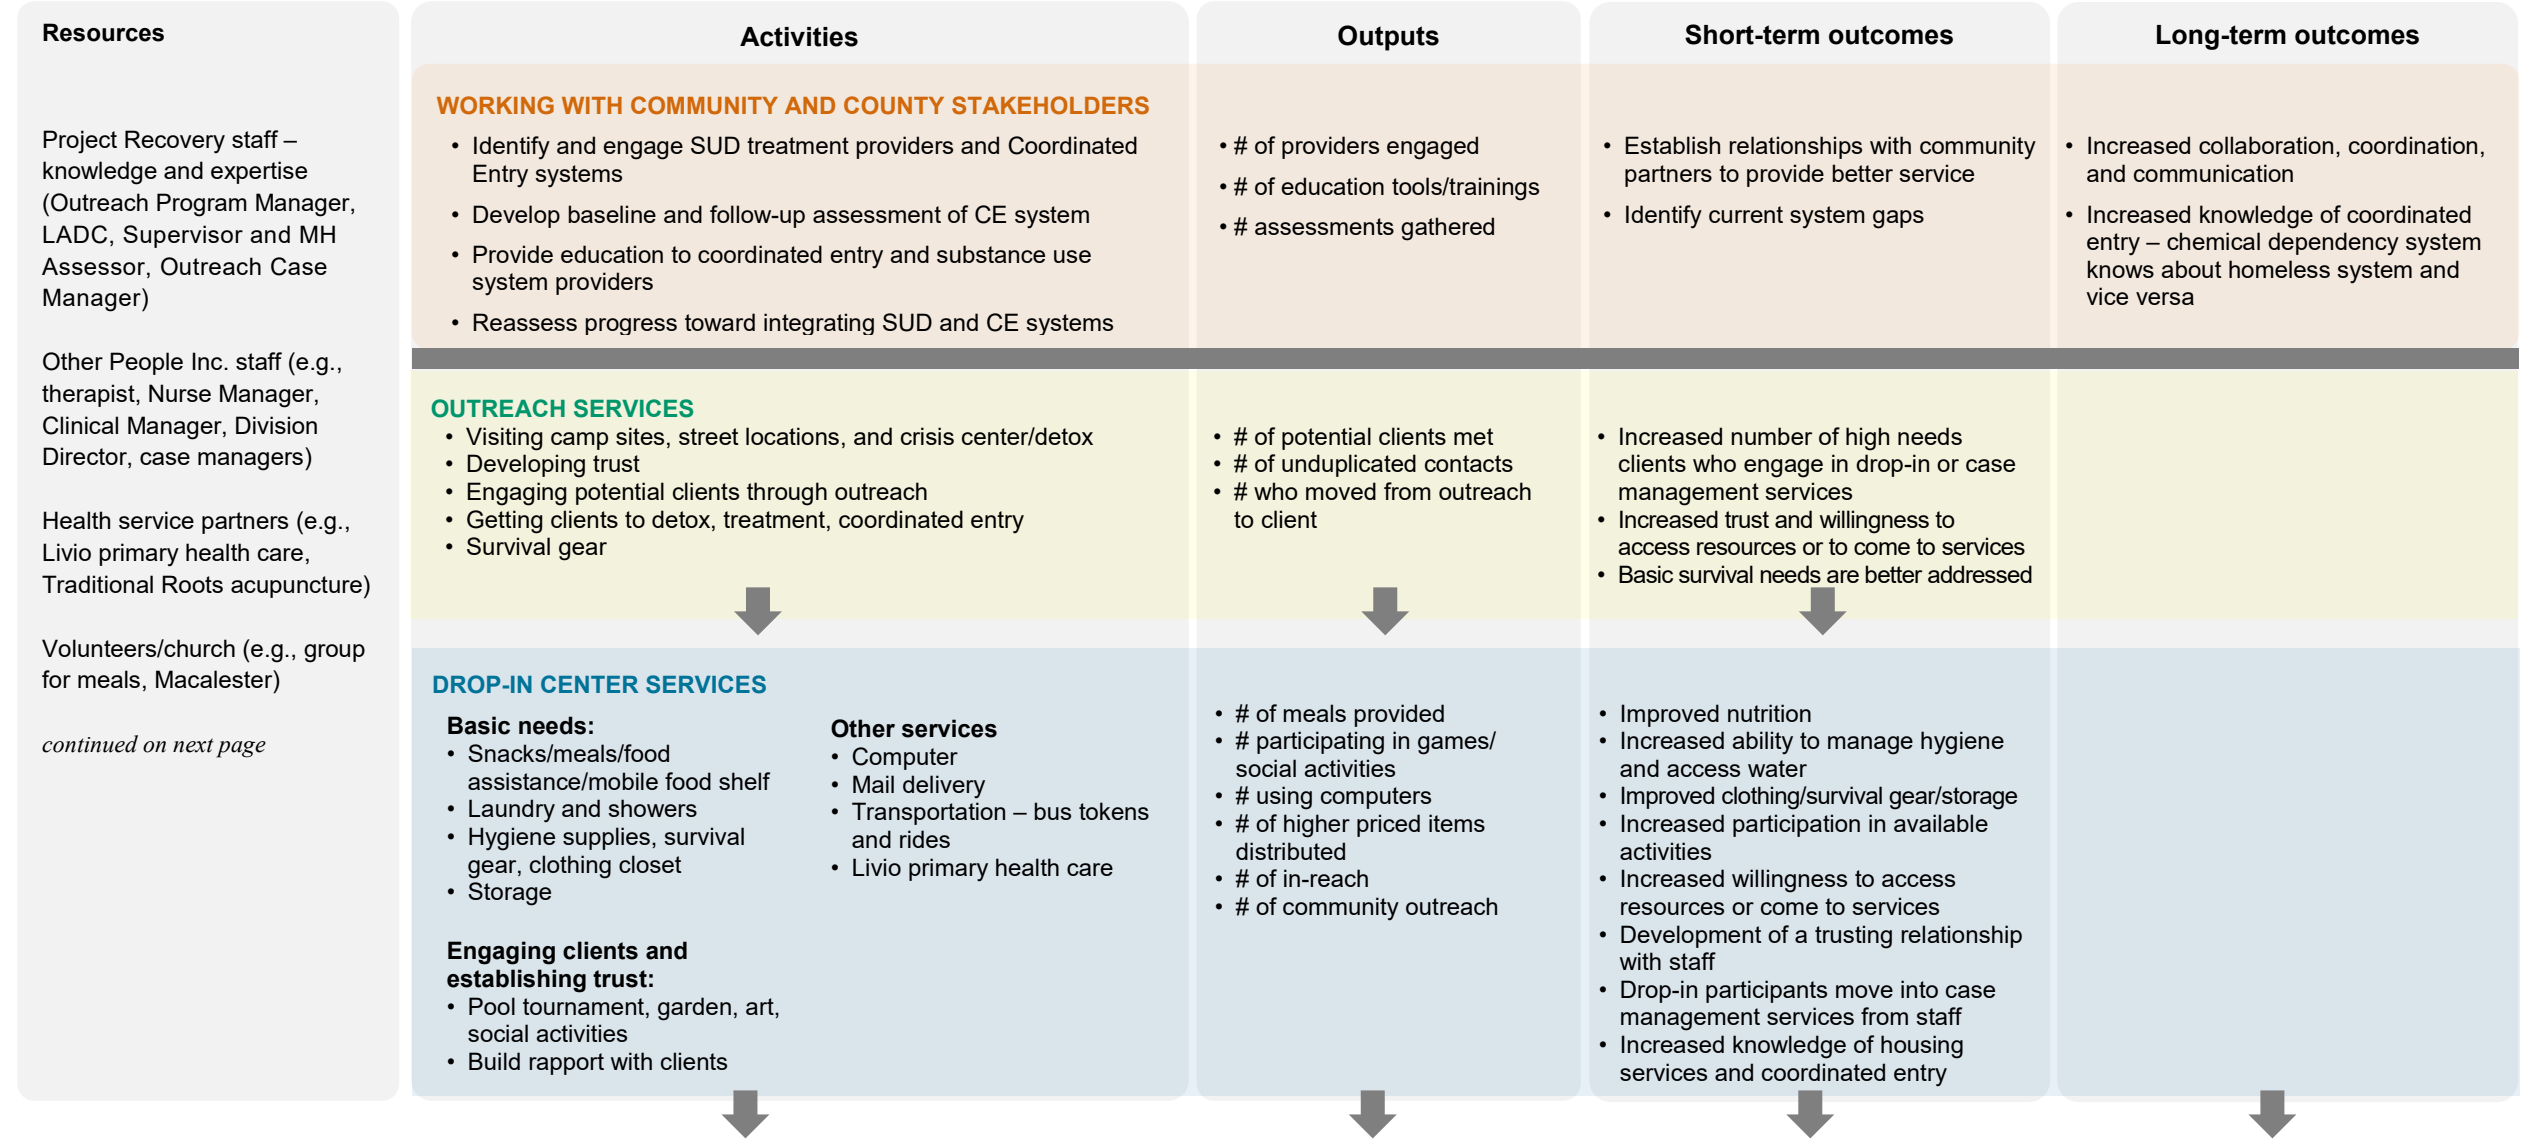 Resources
Project Recovery staff –
knowledge and expertise
(Outreach Program Manager,
LADC, Supervisor and MH
Assessor, Outreach Case
Manager)
Other People Inc. staff (e.g.,
therapist, Nurse Manager,
Clinical Manager, Division
Director, case managers)
Health service partners (e.g.,
Livio primary health care,
Traditional Roots acupuncture)
Volunteers/church (e.g., group
for meals, Macalester)
continued on next page
Activities
Outputs
Short-term outcomes
Long-term outcomes
WORKING WITH COMMUNITY AND COUNTY STAKEHOLDERS
• Identify and engage SUD treatment providers and Coordinated
Entry systems
• Develop baseline and follow-up assessment of CE system
• Provide education to coordinated entry and substance use
system providers
• Reassess progress toward integrating SUD and CE systems
• # of providers engaged
• # of education tools/trainings
• # assessments gathered
• Establish relationships with community
partners to provide better service
• Identify current system gaps
• Increased collaboration, coordination,
and communication
• Increased knowledge of coordinated
entry – chemical dependency system
knows about homeless system and
vice versa
OUTREACH SERVICES
• Visiting camp sites, street locations, and crisis center/detox
• Developing trust
• Engaging potential clients through outreach
• Getting clients to detox, treatment, coordinated entry
• Survival gear
• # of potential clients met
• # of unduplicated contacts
• # who moved from outreach
to client
• Increased number of high needs
clients who engage in drop-in or case
management services
• Increased trust and willingness to
access resources or to come to services
• Basic survival needs are better addressed
DROP-IN CENTER SERVICES
Basic needs:
• Snacks/meals/food
assistance/mobile food shelf
• Laundry and showers
• Hygiene supplies, survival
gear, clothing closet
• Storage
Engaging clients and
establishing trust:
• Pool tournament, garden, art,
social activities
• Build rapport with clients
Other services
• Computer
• Mail delivery
• Transportation – bus tokens
and rides
• Livio primary health care
• # of meals provided
• # participating in games/
social activities
• # using computers
• # of higher priced items
distributed
• # of in-reach
• # of community outreach
• Improved nutrition
• Increased ability to manage hygiene
and access water
• Improved clothing/survival gear/storage
• Increased participation in available
activities
• Increased willingness to access
resources or come to services
• Development of a trusting relationship
with staff
• Drop-in participants move into case
management services from staff
• Increased knowledge of housing
services and coordinated entry